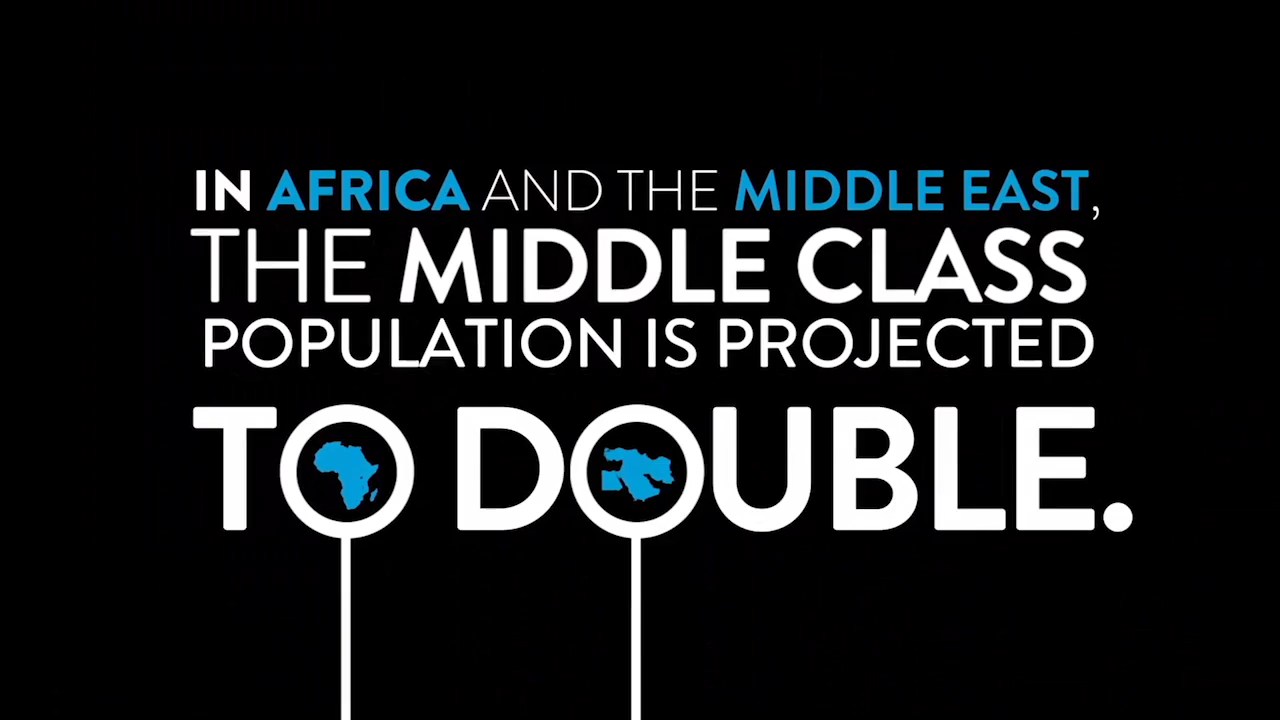 IN AFRICA AND THE MIDDLE EAST,
THE MIDDLE CLASS
POPULATION IS PROJECTED
TO DOUBLE.